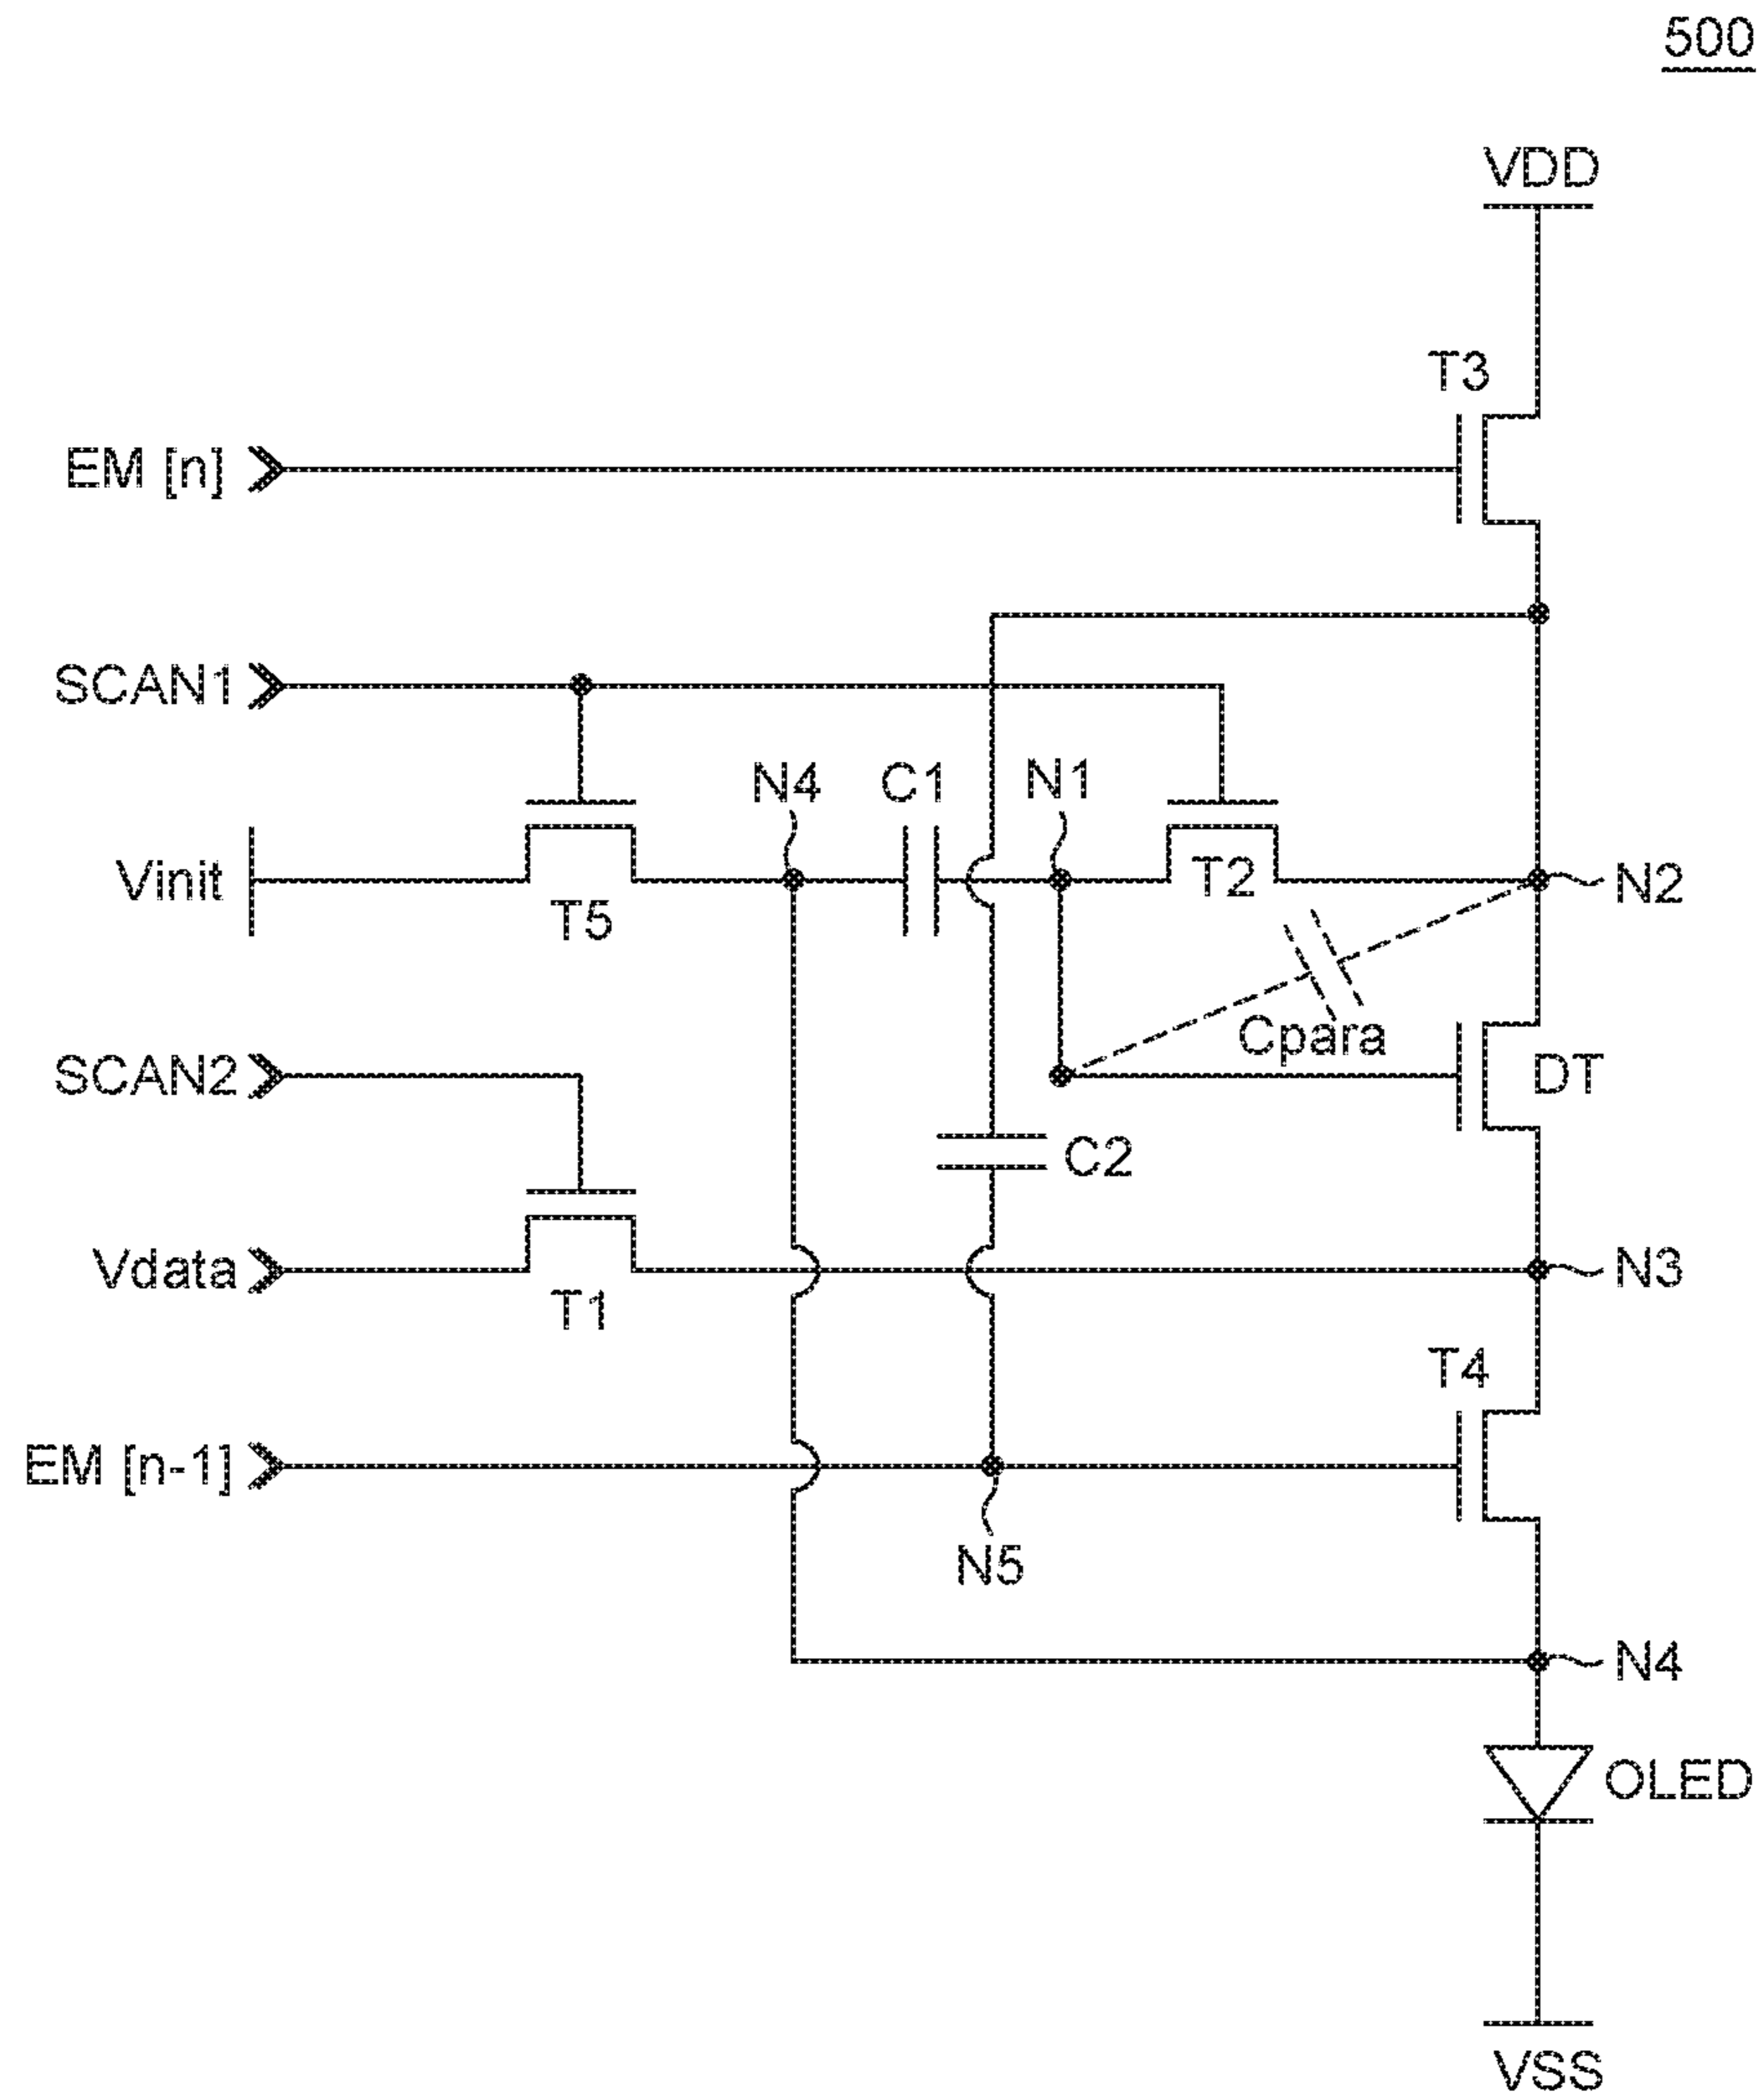 500
VDD
T3
EM [n]
SCAN1
N4
C1
N1
Vinit
T5
T2
N2
Cpara
SCAN2
DT
C2
Vdata
T1
N3
T4
EM [n-1]
N5
N4
OLED
VSS